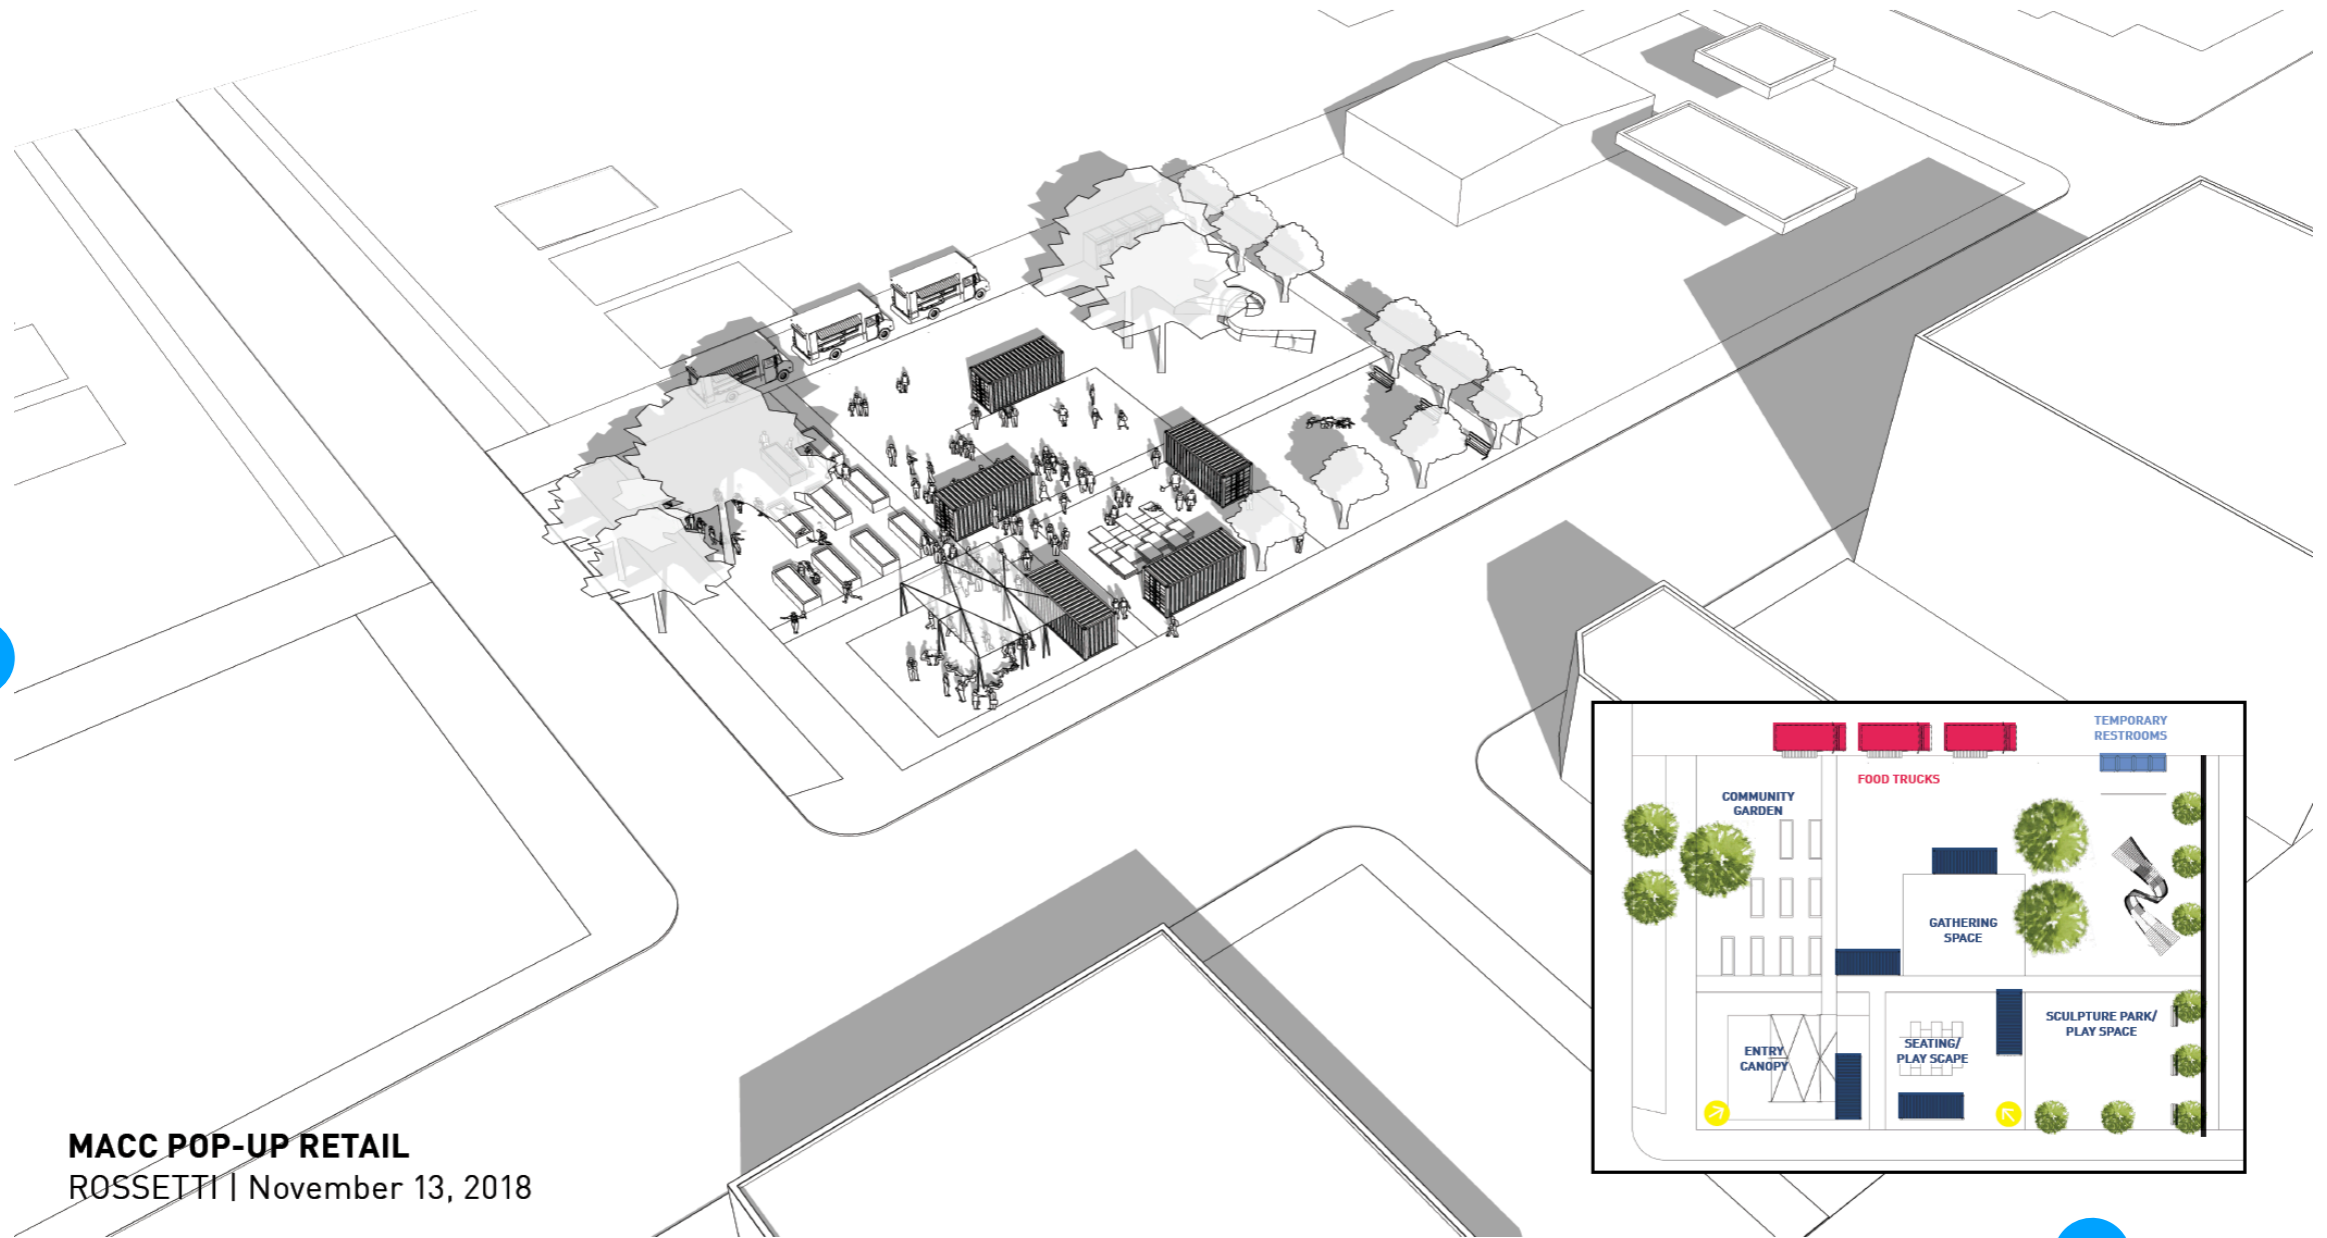 TEMPORARY
RESTROOMS
FOOD TRUCKS
COMMUNITY
GARDEN
GATHERING
SPACE
SCULPTURE PARK/
PLAY SPACE
SEATING/
PLAY SCAPE
ENTRY
CANOPY
MACC POP-UP RETAIL
ROSSETTI | November 13, 2018